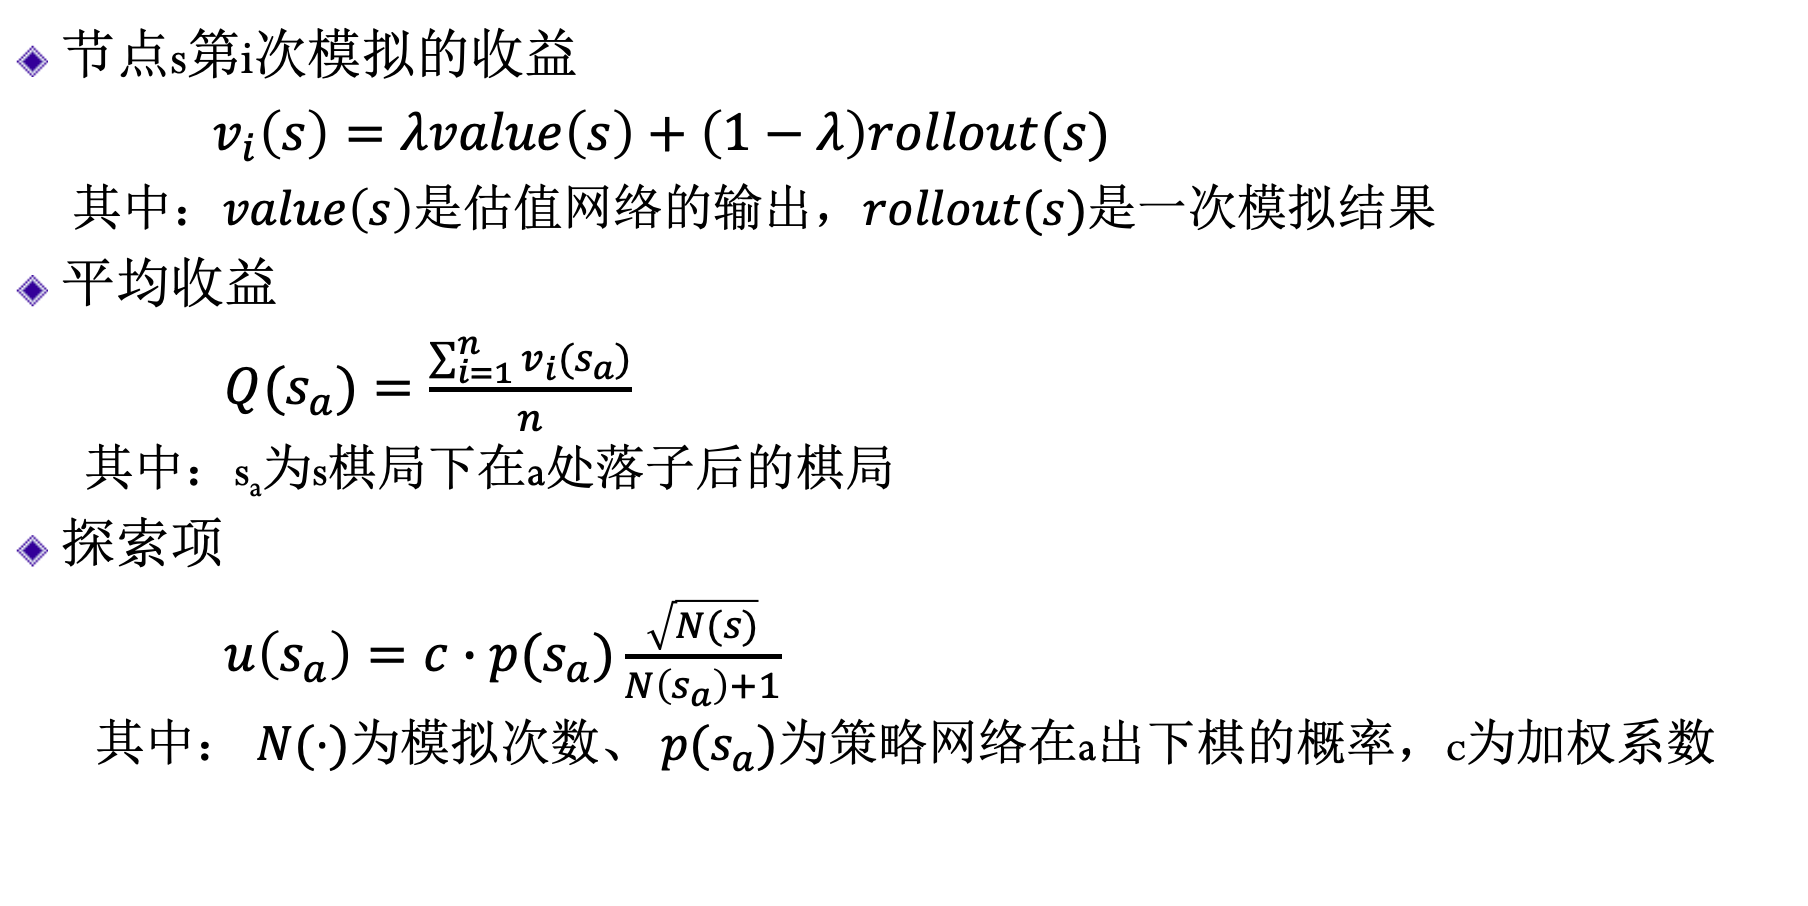 节点s第i次模拟的收益
v_i(s) = λvalue(s) + (1 − λ)rollout(s)
其中：value(s)是估值网络的输出，rollout(s)是一次模拟结果
平均收益
Q(s_a) = \frac{∑_{i=1}^{n} v_i(s_a)}{n}
其中：s_a为s棋局下在a处落子后的棋局
探索项
u(s_a) = c · p(s_a) \frac{\sqrt{N(s)}}{N(s_a)+1}
其中： N(·)为模拟次数、 p(s_a)为策略网络在a出下棋的概率，c为加权系数